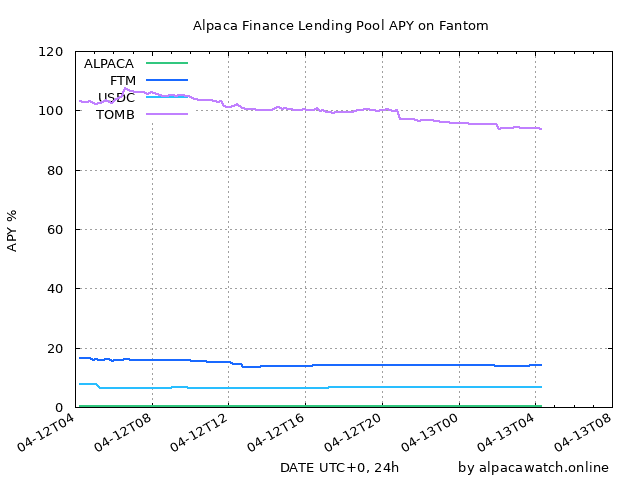 Alpaca Finance Lending Pool APY on Fantom
120
100
80
60
40
20
0
APY %
ALPACA
FTM
USDC
TOMB
04-12T04
04-12T08
04-12T12
04-12T16
04-12T20
04-13T00
04-13T04
04-13T08
DATE UTC+0, 24h
by alpacawatch.online